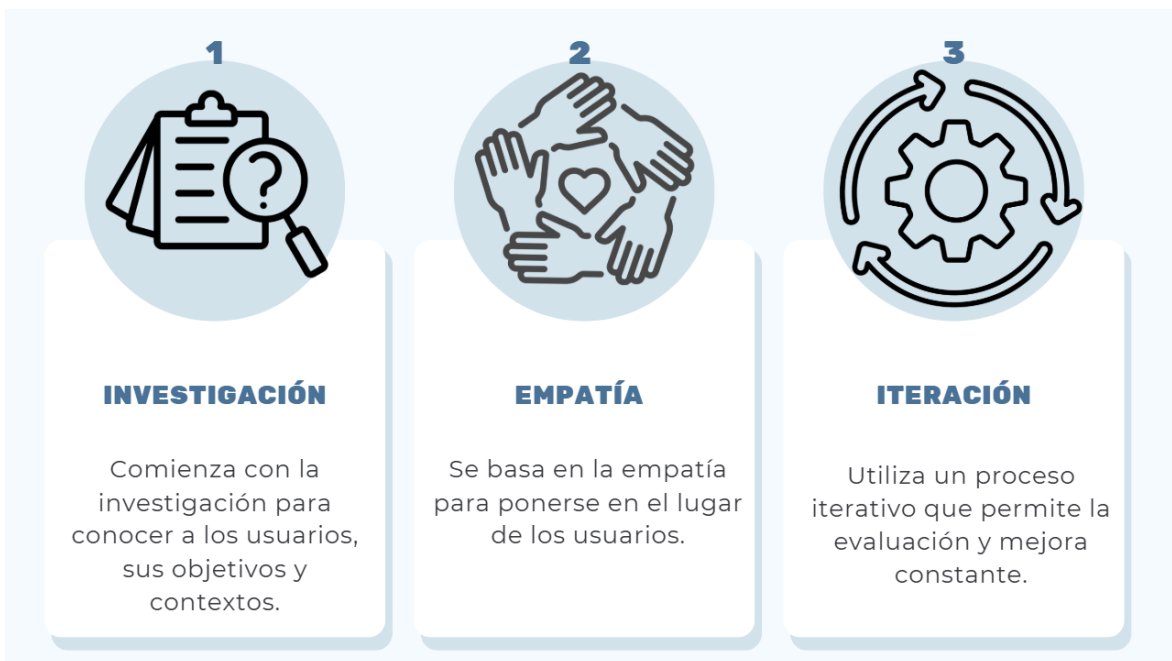 1
INVESTIGACIÓN
Comienza con la
investigación para
conocer a los usuarios,
sus objetivos y
contextos.
2
EMPATÍA
Se basa en la empatía
para ponerse en el lugar
de los usuarios.
3
ITERACIÓN
Utiliza un proceso
iterativo que permite la
evaluación y mejora
constante.